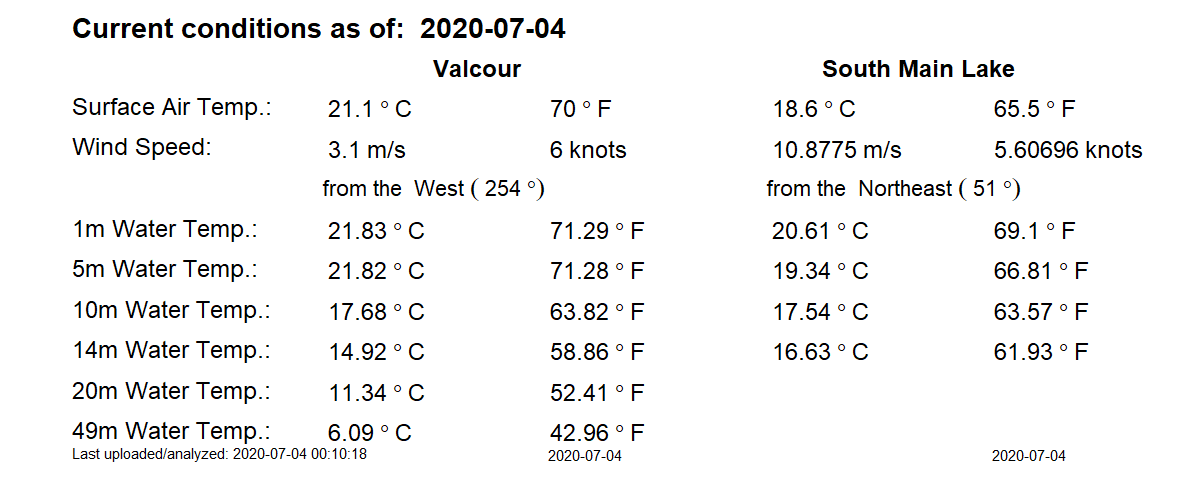 Current conditions as of: 2020-07-04
Valcour South Main Lake
Surface Air Temp.: 21.1 ° C 70 ° F 18.6 ° C 65.5 ° F
Wind Speed: 3.1 m/s 6 knots 10.8775 m/s 5.60696 knots
from the West ( 254 °) from the Northeast ( 51 °)
1m Water Temp.: 21.83 ° C 71.29 ° F 20.61 ° C 69.1 ° F
5m Water Temp.: 21.82 ° C 71.28 ° F 19.34 ° C 66.81 ° F
10m Water Temp.: 17.68 ° C 63.82 ° F 17.54 ° C 63.57 ° F
14m Water Temp.: 14.92 ° C 58.86 ° F 16.63 ° C 61.93 ° F
20m Water Temp.: 11.34 ° C 52.41 ° F
49m Water Temp.: 6.09 ° C 42.96 ° F
Last uploaded/analyzed: 2020-07-04 00:10:18 2020-07-04 2020-07-04